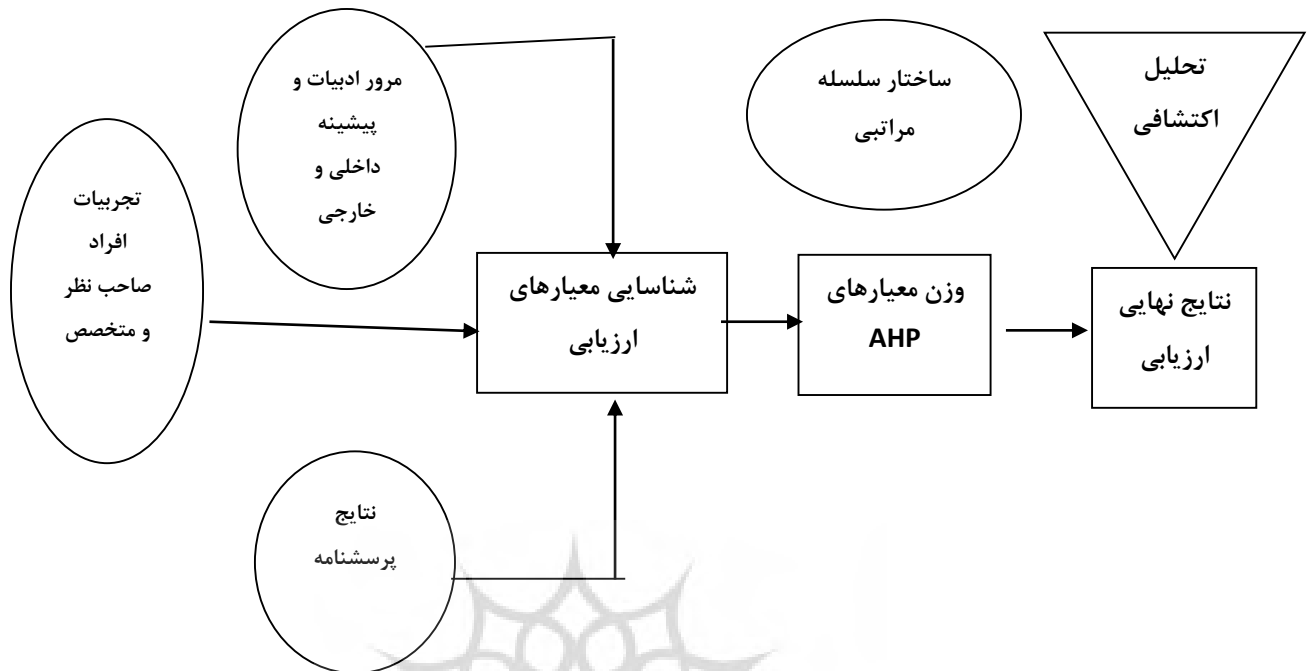 مرور ادبیات و
پیشینه
داخلی و
خارجی
ساختار سلسله
مراتبی
تحلیل
اکتشافی
تجربیات
افراد
صاحب نظر
و متخصص
شناسایی معیارهای
ارزیابی
وزن معیارهای
AHP
نتایج نهایی
ارزیابی
نتایج
پرسشنامه